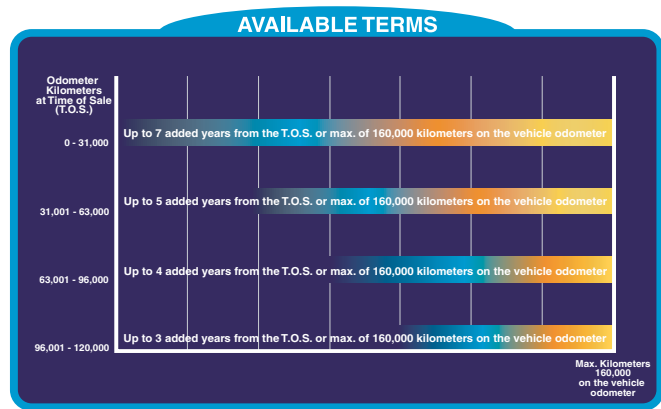 AVAILABLE TERMS
Odometer
Kilometers
at Time of Sale
(T.O.S.)
0 - 31,000
Up to 7 added years from the T.O.S. or max. of 160,000 kilometers on the vehicle odometer
31,001 - 63,000
Up to 5 added years from the T.O.S. or max. of 160,000 kilometers on the vehicle odometer
63,001 - 96,000
Up to 4 added years from the T.O.S. or max. of 160,000 kilometers on the vehicle odometer
96,001 - 120,000
Up to 3 added years from the T.O.S. or max. of 160,000 kilometers on the vehicle odometer
Max. Kilometers
160,000
on the vehicle
odometer